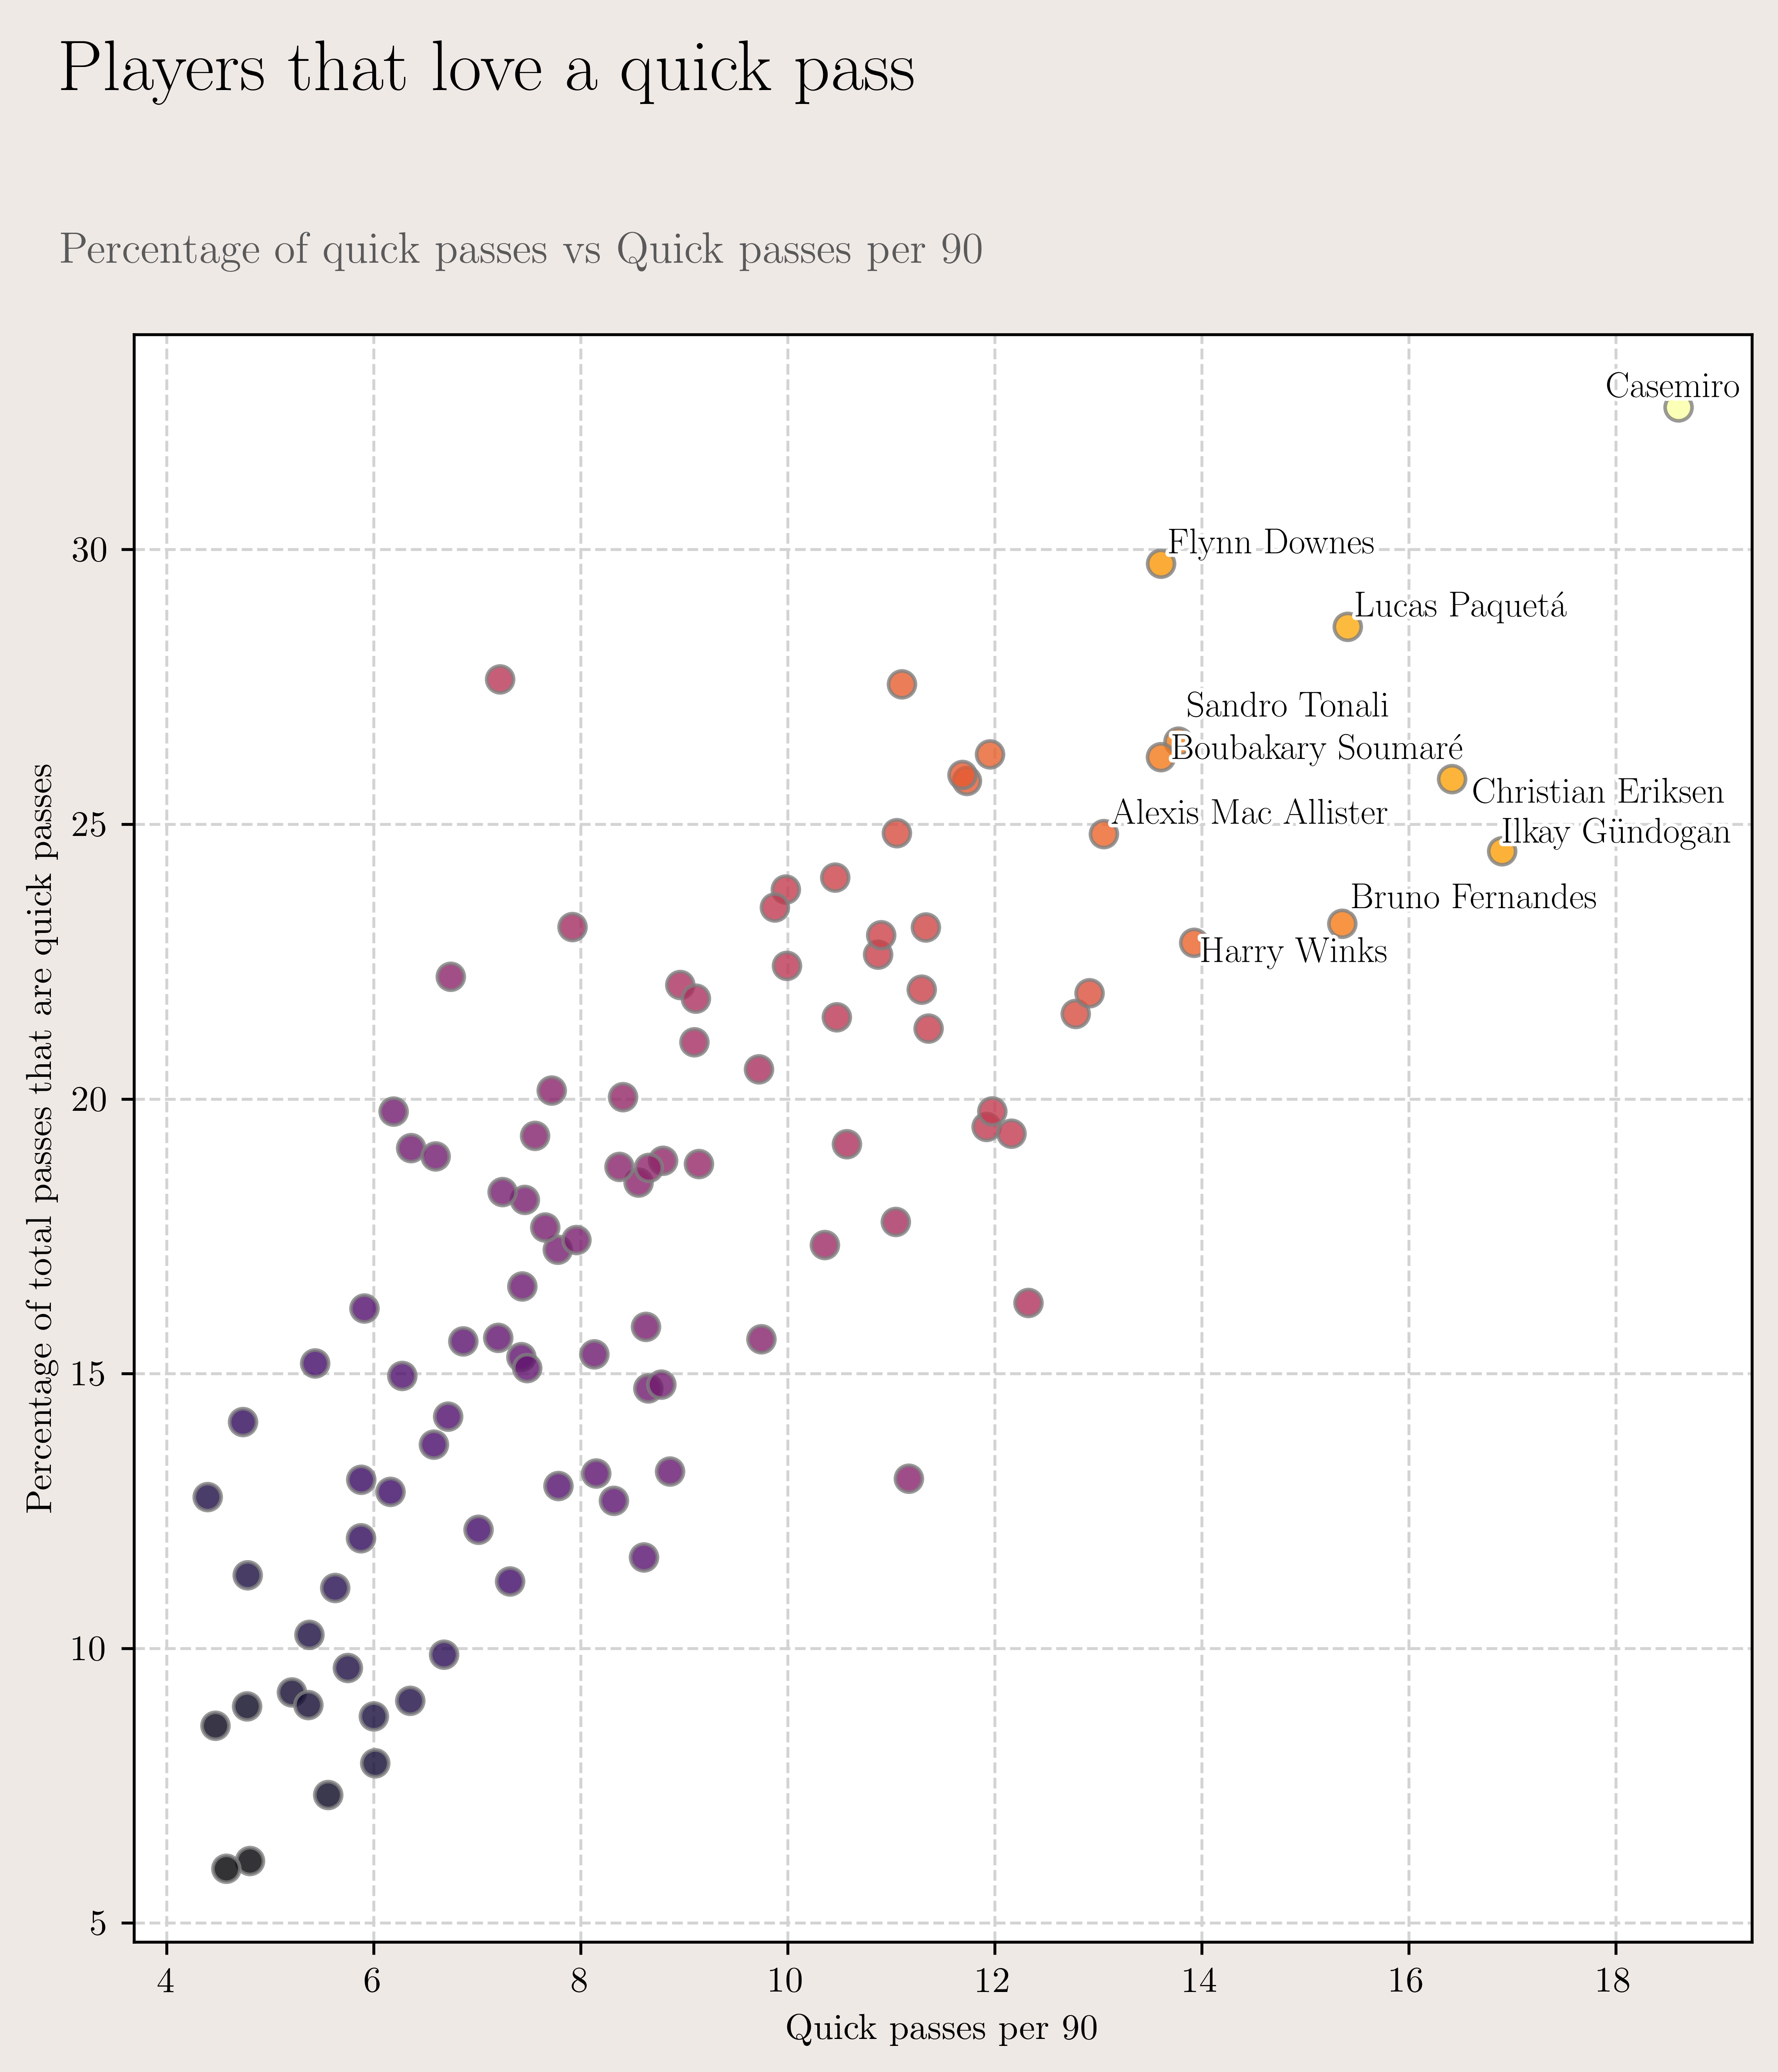 Players that love a quick pass
Percentage of quick passes vs Quick passes per 90
Percentage of total passes that are quick passes
Casemiro
Flynn Downes
Lucas Paquetá
Sandro Tonali
Boubakary Soumaré
Christian Eriksen
Alexis Mac Allister
Ilkay Gündogan
Bruno Fernandes
Harry Winks
30
25
20
15
10
5
4 6 8 10 12 14 16 18
Quick passes per 90